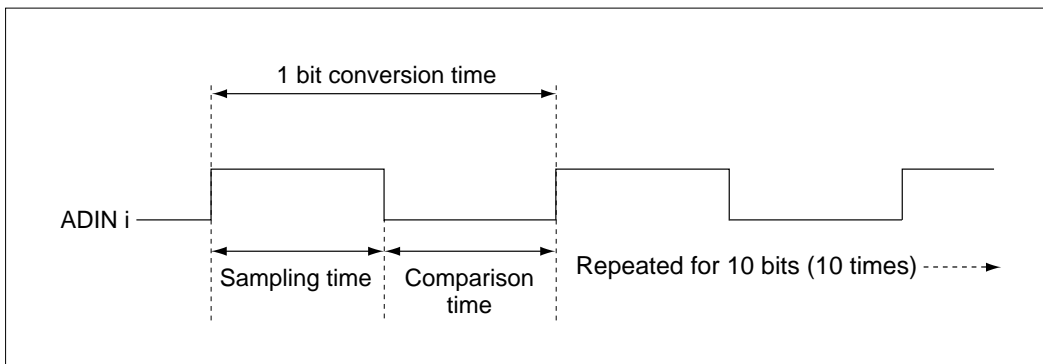 1 bit conversion time
ADIN i
Sampling time
Comparison
time
Repeated for 10 bits (10 times)